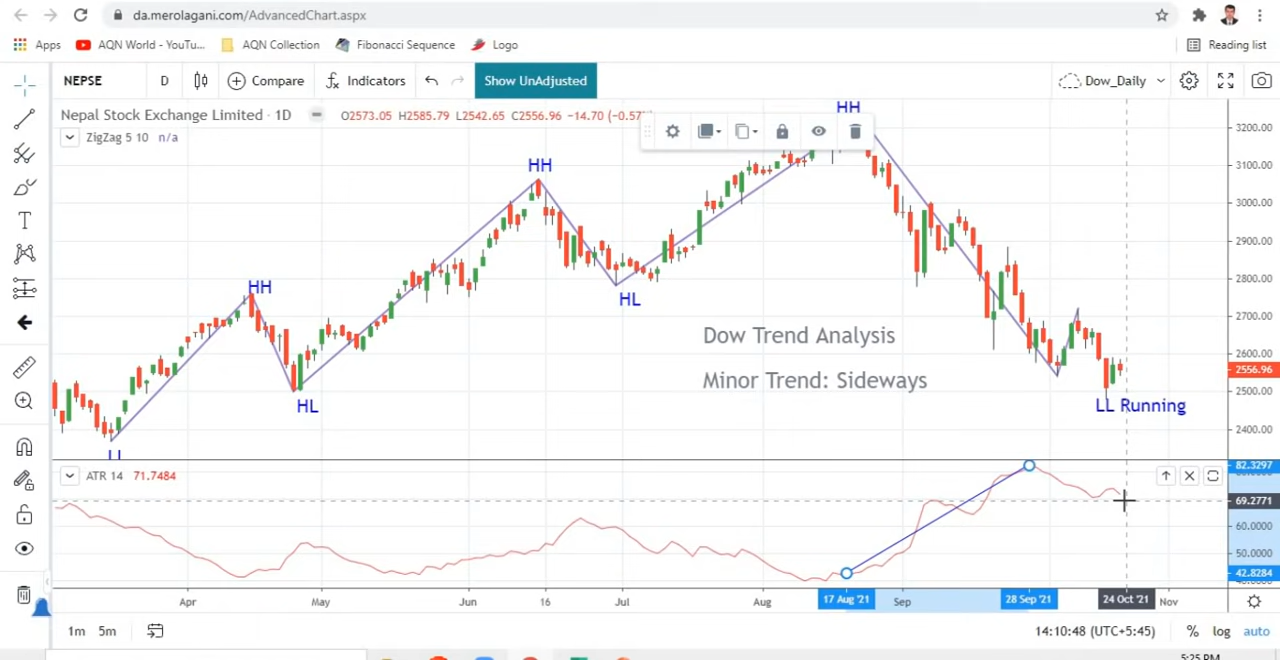 da.merolagani.com/AdvancedChart.aspx
Apps AQN World - YouTu... AQN Collection Fibonacci Sequence Logo Reading list
NEPSE D Compare Indicators Show UnAdjusted Dow_Daily
Nepal Stock Exchange Limited · 1D O2573.05 H2585.79 L2542.65 C2556.96 −14.70 (−0.57
ZigZag 5 10 n/a
HH
3200.00
3100.00
HH
3000.00
2900.00
HH
2800.00
HL
2700.00
Dow Trend Analysis
2600.00
2556.96
Minor Trend: Sideways
2500.00
HL
LL Running
2400.00
LL
82.3297
ATR 14 71.7484
69.2771
60.0000
50.0000
42.8284
Apr May Jun 16 Jul Aug 17 Aug '21 Sep 28 Sep '21 24 Oct '21 Nov
1m 5m 14:10:48 (UTC+5:45) % log auto
5:25 PM